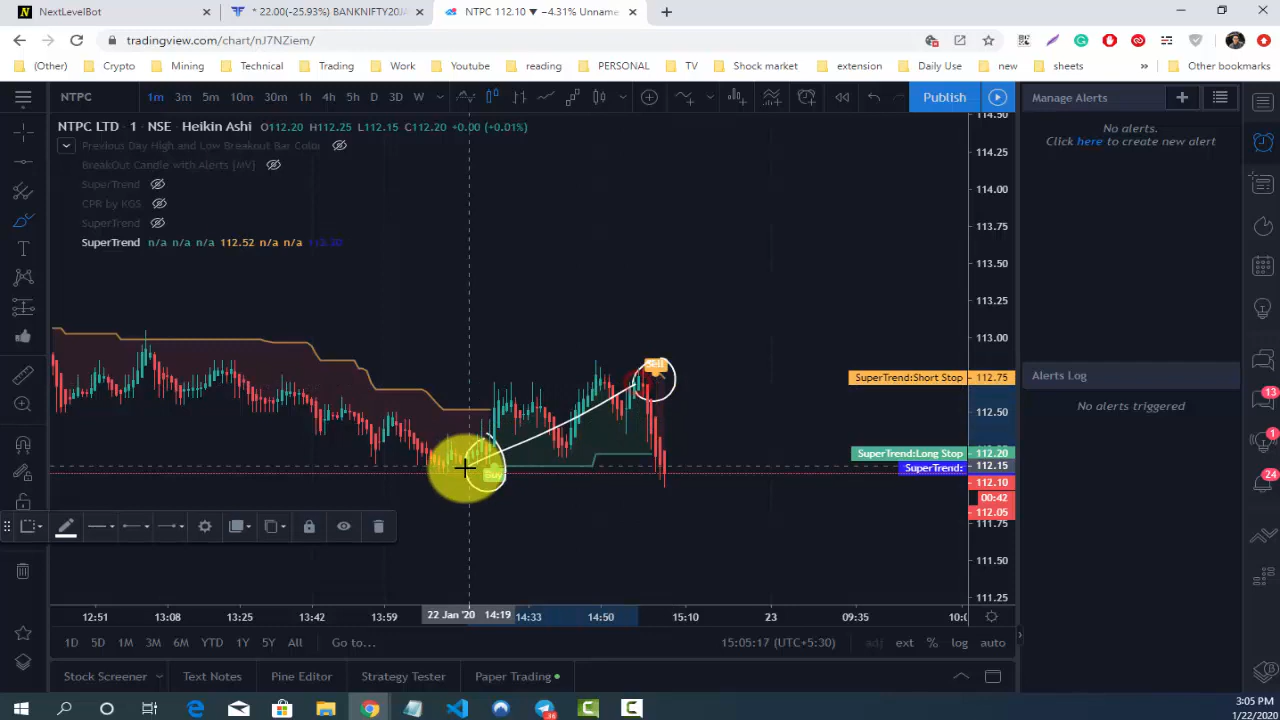 NextLevelBot
* 22.00(-25.93%) BANKNIFTY20JA
NTPC 112.10 ▼ −4.31% Unname
tradingview.com/chart/nJ7NZiem/
(Other) Crypto Mining Technical Trading Work Youtube reading PERSONAL TV Shock market extension Daily Use new sheets » Other bookmarks
NTPC 1m 3m 5m 10m 30m 1h 4h 5h D 3D W Publish
Manage Alerts
NTPC LTD · 1 · NSE Heikin Ashi O112.20 H112.25 L112.15 C112.20 +0.00 (+0.01%)
Previous Day High and Low Breakout Bar Color
BreakOut Candle with Alerts (MV)
SuperTrend
CPR by KGS
SuperTrend
SuperTrend n/a n/a n/a 112.52 n/a n/a
No alerts.
Click here to create new alert
114.50
114.25
114.00
113.75
113.50
113.25
113.00
SuperTrend:Short Stop 112.75
112.50
SuperTrend:Long Stop 112.20
112.15
SuperTrend:
112.10
00:42
112.05
111.75
111.50
111.25
Sell
Buy
Alerts Log
No alerts triggered
13
1
24
12:51 13:08 13:25 13:42 13:59 22 Jan '20 14:19 14:33 14:50 15:10 23 09:35 10:0
1D 5D 1M 3M 6M YTD 1Y 5Y All Go to... 15:05:17 (UTC+5:30) adj ext % log auto
Stock Screener Text Notes Pine Editor Strategy Tester Paper Trading
36
3:05 PM
1/22/2020